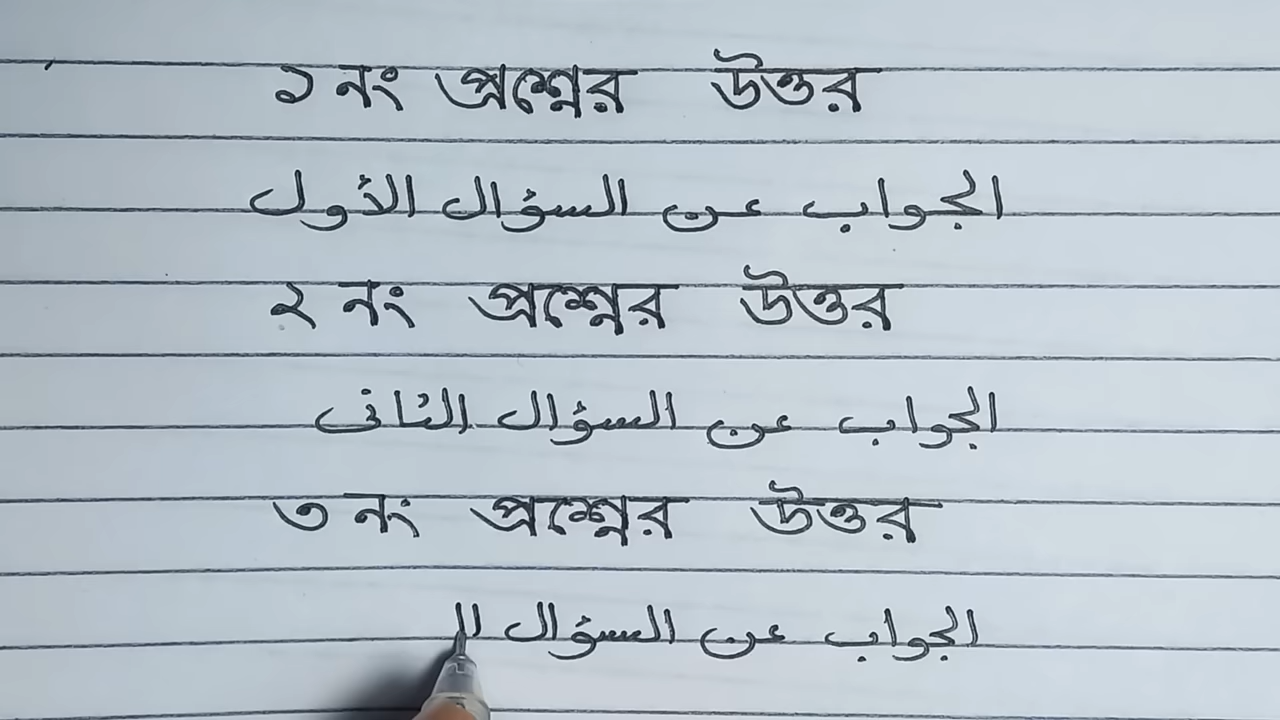 ১ নং প্রশ্নের উত্তর
الجواب عن السؤال الأول
২ নং প্রশ্নের উত্তর
الجواب عن السؤال الثانى
৩ নং প্রশ্নের উত্তর
الجواب عن السؤال ال